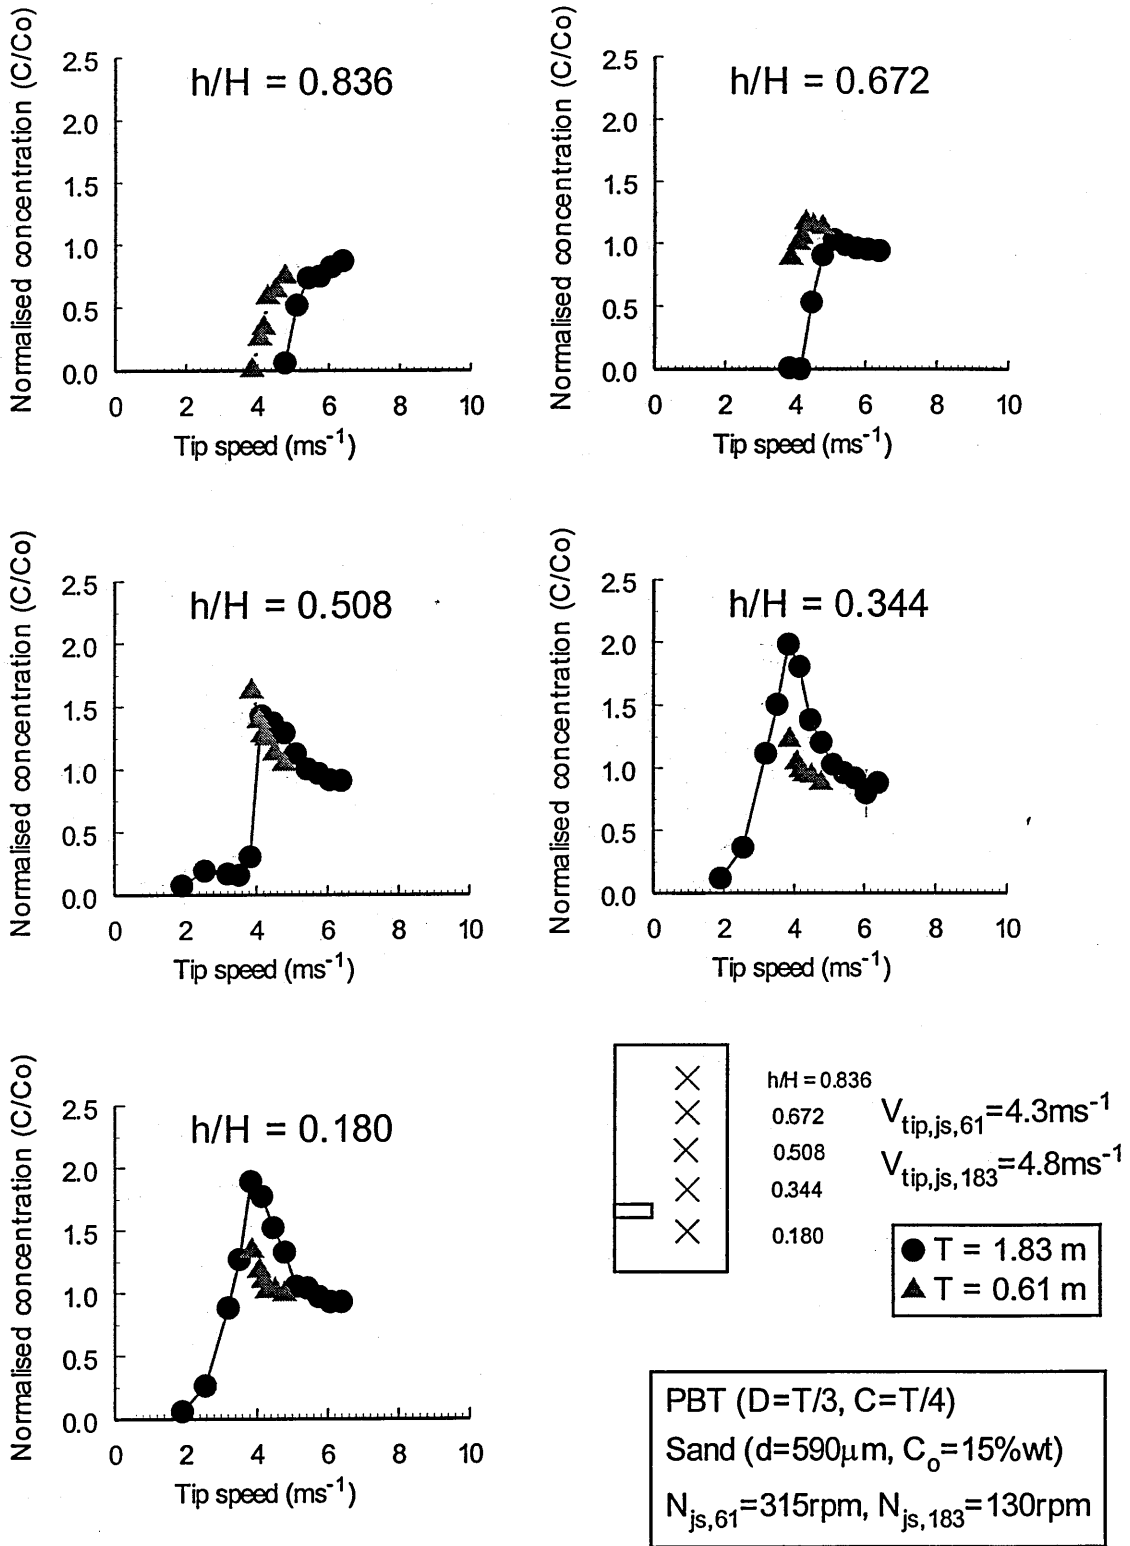 Normalised concentration (C/Co)
h/H = 0.836
2.5
2.0
1.5
1.0
0.5
0.0
0 2 4 6 8 10
Tip speed (ms⁻¹)
Normalised concentration (C/Co)
h/H = 0.672
2.5
2.0
1.5
1.0
0.5
0.0
0 2 4 6 8 10
Tip speed (ms⁻¹)
Normalised concentration (C/Co)
h/H = 0.508
2.5
2.0
1.5
1.0
0.5
0.0
0 2 4 6 8 10
Tip speed (ms⁻¹)
Normalised concentration (C/Co)
h/H = 0.344
2.5
2.0
1.5
1.0
0.5
0.0
0 2 4 6 8 10
Tip speed (ms⁻¹)
Normalised concentration (C/Co)
h/H = 0.180
2.5
2.0
1.5
1.0
0.5
0.0
0 2 4 6 8 10
Tip speed (ms⁻¹)
h/H = 0.836
0.672
0.508
0.344
0.180
V_tip,js,61=4.3ms⁻¹
V_tip,js,183=4.8ms⁻¹
T = 1.83 m
T = 0.61 m
PBT (D=T/3, C=T/4)
Sand (d=590μm, C_o=15%wt)
N_js,61=315rpm, N_js,183=130rpm